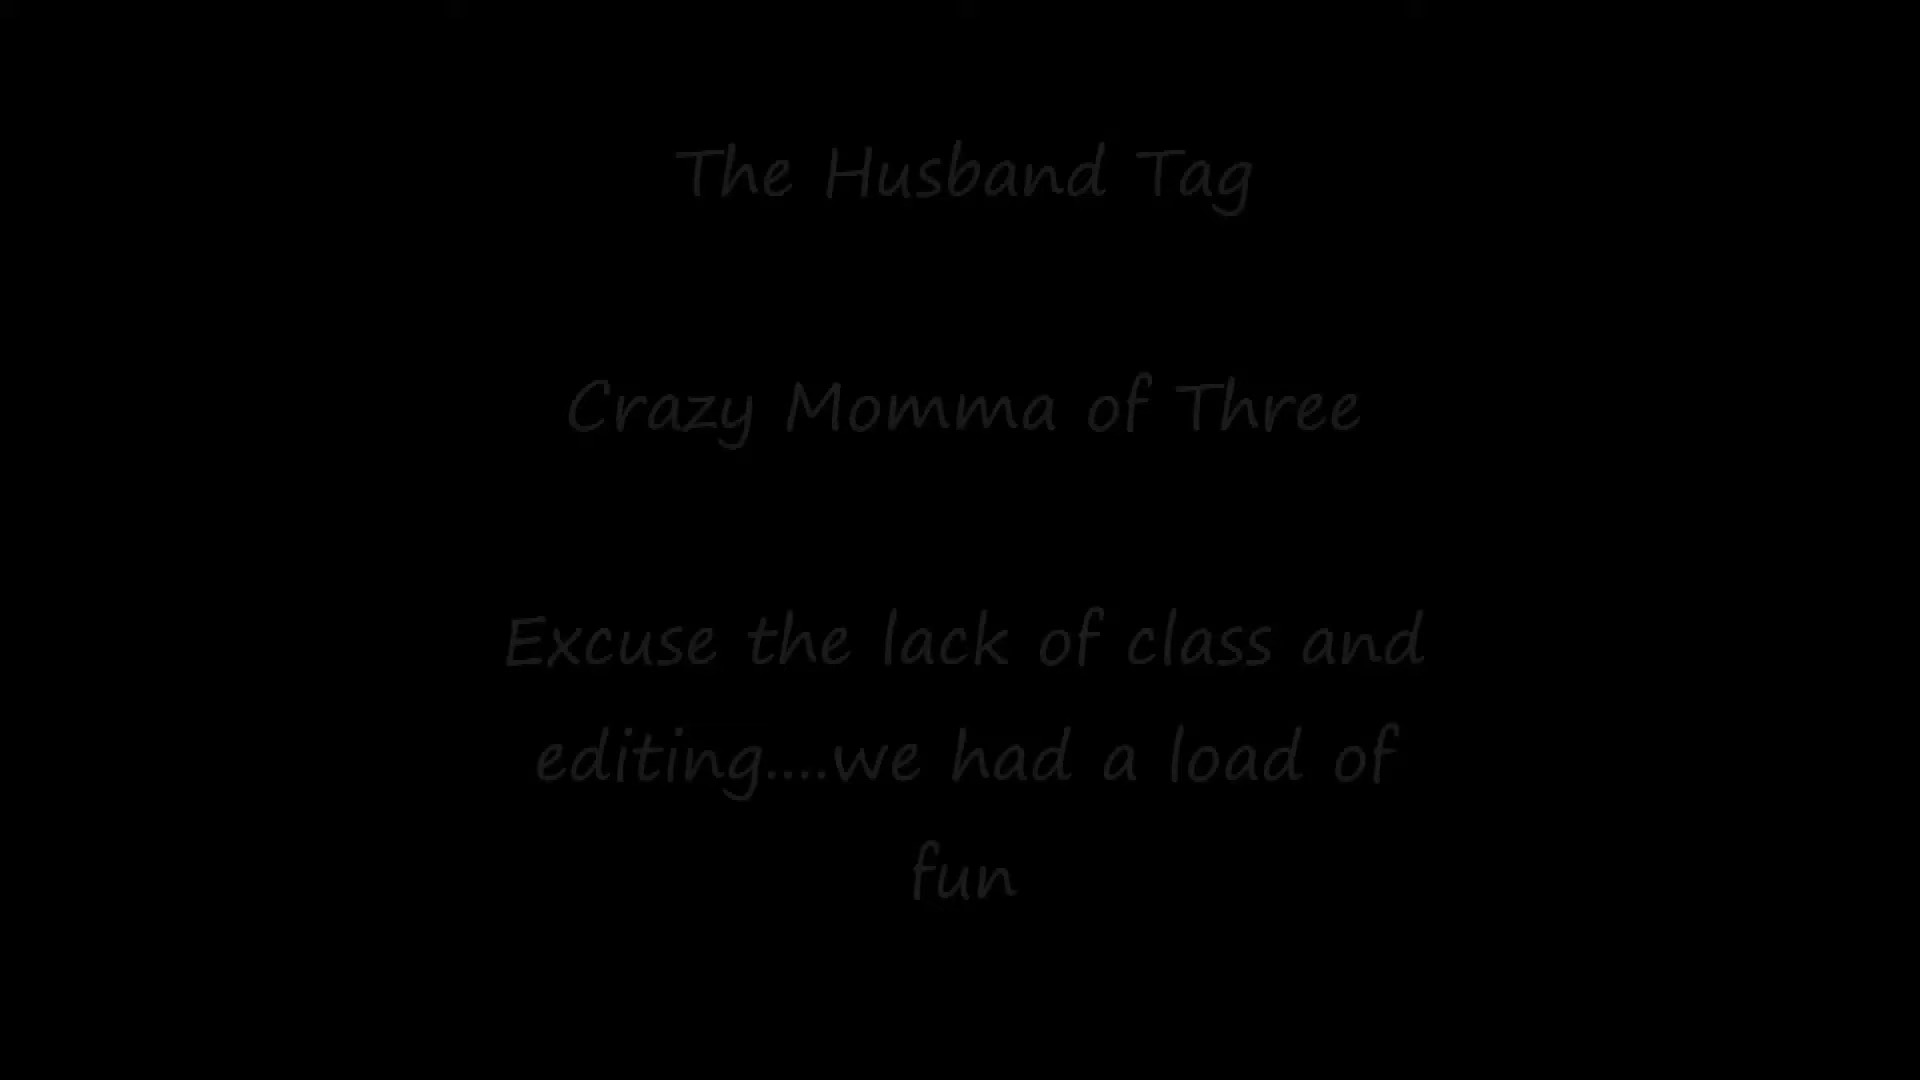 The Husband Tag
Crazy Momma of Three
Excuse the lack of class and
editing....we had a load of
fun